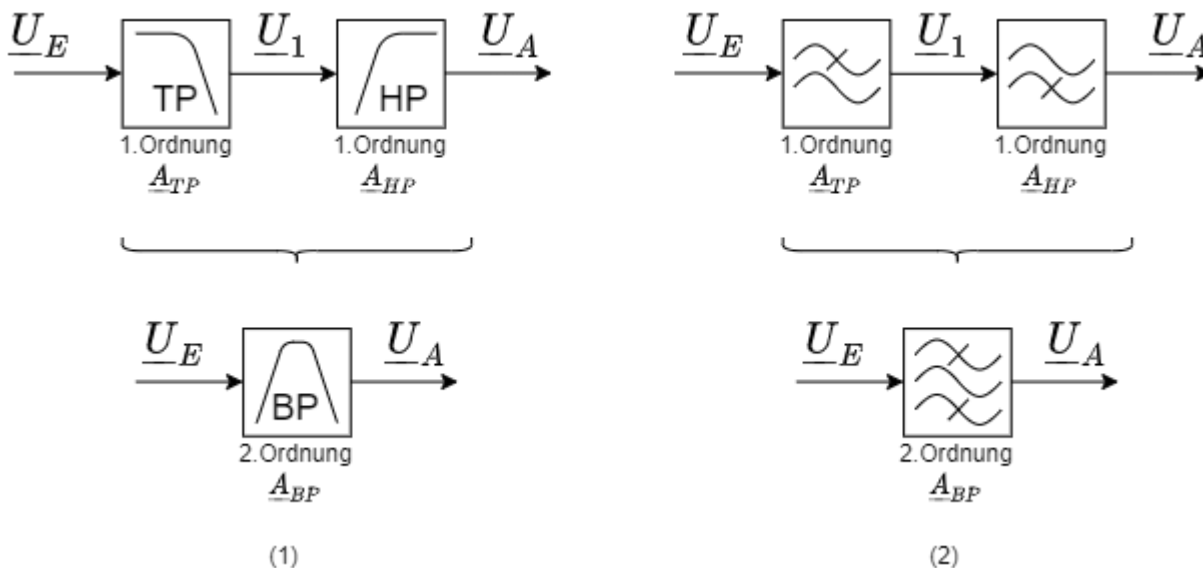 U_E U_1 U_A
TP HP
1.Ordnung 1.Ordnung
A_TP A_HP
U_E U_A
BP
2.Ordnung
A_BP
(1)
U_E U_1 U_A
1.Ordnung 1.Ordnung
A_TP A_HP
U_E U_A
2.Ordnung
A_BP
(2)